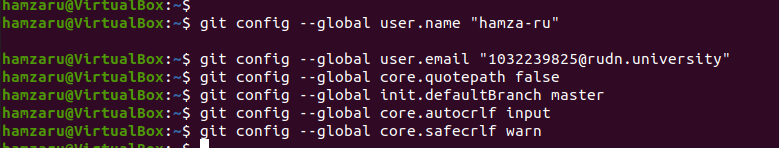 hamzaru@VirtualBox:~$
hamzaru@VirtualBox:~$ git config --global user.name "hamza-ru"
hamzaru@VirtualBox:~$ git config --global user.email "1032239825@rudn.university"
hamzaru@VirtualBox:~$ git config --global core.quotepath false
hamzaru@VirtualBox:~$ git config --global init.defaultBranch master
hamzaru@VirtualBox:~$ git config --global core.autocrlf input
hamzaru@VirtualBox:~$ git config --global core.safecrlf warn
hamzaru@VirtualBox:~$